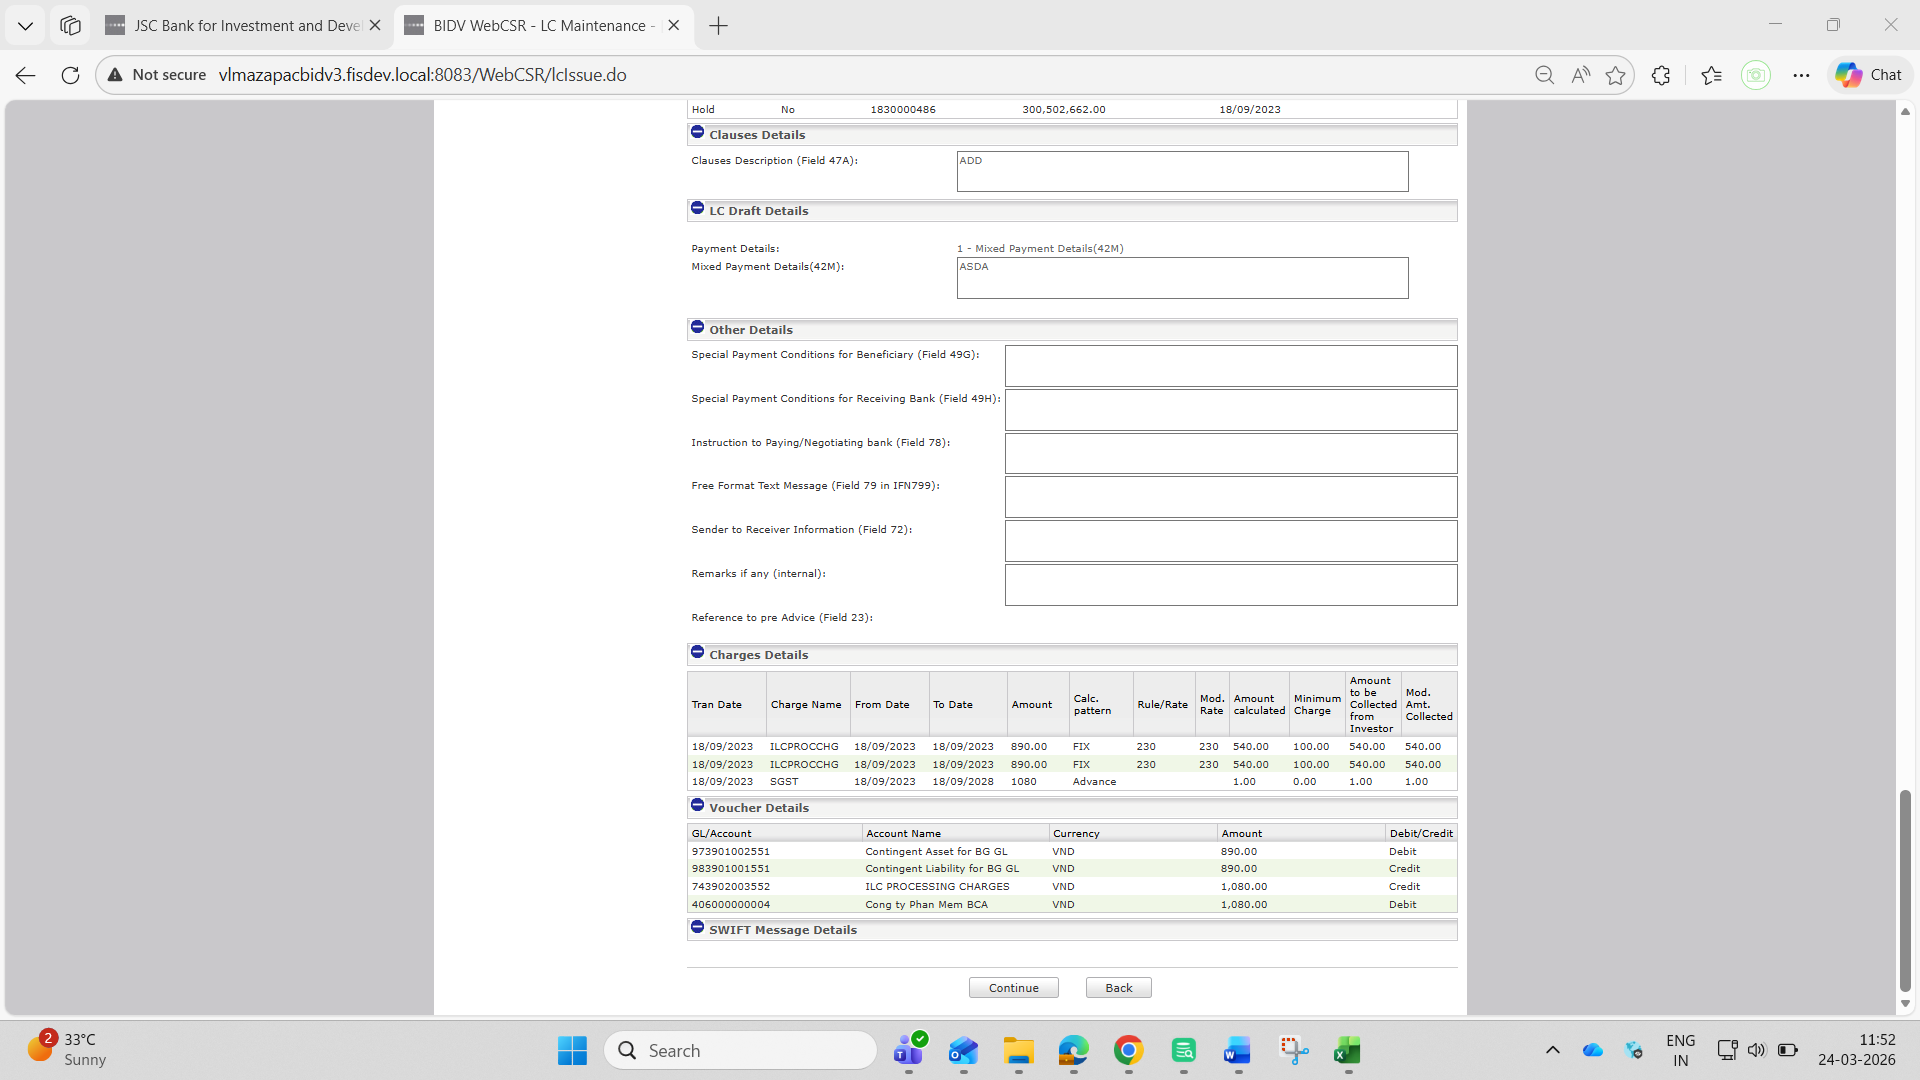 JSC Bank for Investment and Deve
BIDV WebCSR - LC Maintenance -
Not secure
vlmazapacbidv3.fisdev.local:8083/WebCSR/lcIssue.do
Chat
Hold No 1830000486 300,502,662.00 18/09/2023
Clauses Details
Clauses Description (Field 47A): ADD
LC Draft Details
Payment Details: 1 - Mixed Payment Details(42M)
Mixed Payment Details(42M): ASDA
Other Details
Special Payment Conditions for Beneficiary (Field 49G):
Special Payment Conditions for Receiving Bank (Field 49H):
Instruction to Paying/Negotiating bank (Field 78):
Free Format Text Message (Field 79 in IFN799):
Sender to Receiver Information (Field 72):
Remarks if any (internal):
Reference to pre Advice (Field 23):
Charges Details
Tran Date Charge Name From Date To Date Amount Calc. pattern Rule/Rate Mod. Rate Amount calculated Minimum Charge Amount to be Collected from Investor Mod. Amt. Collected
18/09/2023 ILCPROCCHG 18/09/2023 18/09/2023 890.00 FIX 230 230 540.00 100.00 540.00 540.00
18/09/2023 ILCPROCCHG 18/09/2023 18/09/2023 890.00 FIX 230 230 540.00 100.00 540.00 540.00
18/09/2023 SGST 18/09/2023 18/09/2028 1080 Advance 1.00 0.00 1.00 1.00
Voucher Details
GL/Account Account Name Currency Amount Debit/Credit
973901002551 Contingent Asset for BG GL VND 890.00 Debit
983901001551 Contingent Liability for BG GL VND 890.00 Credit
743902003552 ILC PROCESSING CHARGES VND 1,080.00 Credit
406000000004 Cong ty Phan Mem BCA VND 1,080.00 Debit
SWIFT Message Details
Continue Back
2
33°C
Sunny
Search
ENG
IN
11:52
24-03-2026